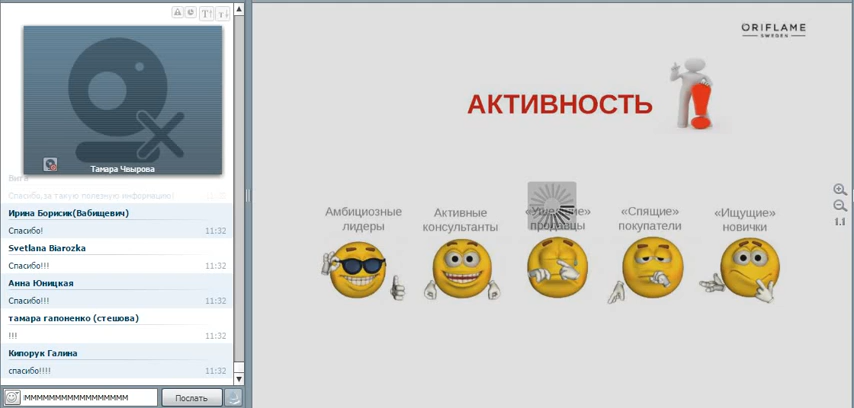 Тамара Чвырова
Витя
Спасибо,за такую полезную информацию!
Ирина Борисик(Вабищевич)
Спасибо!
11:32
Svetlana Biarozka
Спасибо!!!
11:32
Анна Юницкая
Спасибо!!!
11:32
тамара гапоненко (стешова)
!!!
11:32
Кипорук Галина
спасибо!!!!
11:32
Послать
ORIFLAME
SWEDEN
АКТИВНОСТЬ
Амбициозные
лидеры
Активные
консультанты
продавцы
«Спящие»
покупатели
«Ищущие»
новички
1:1